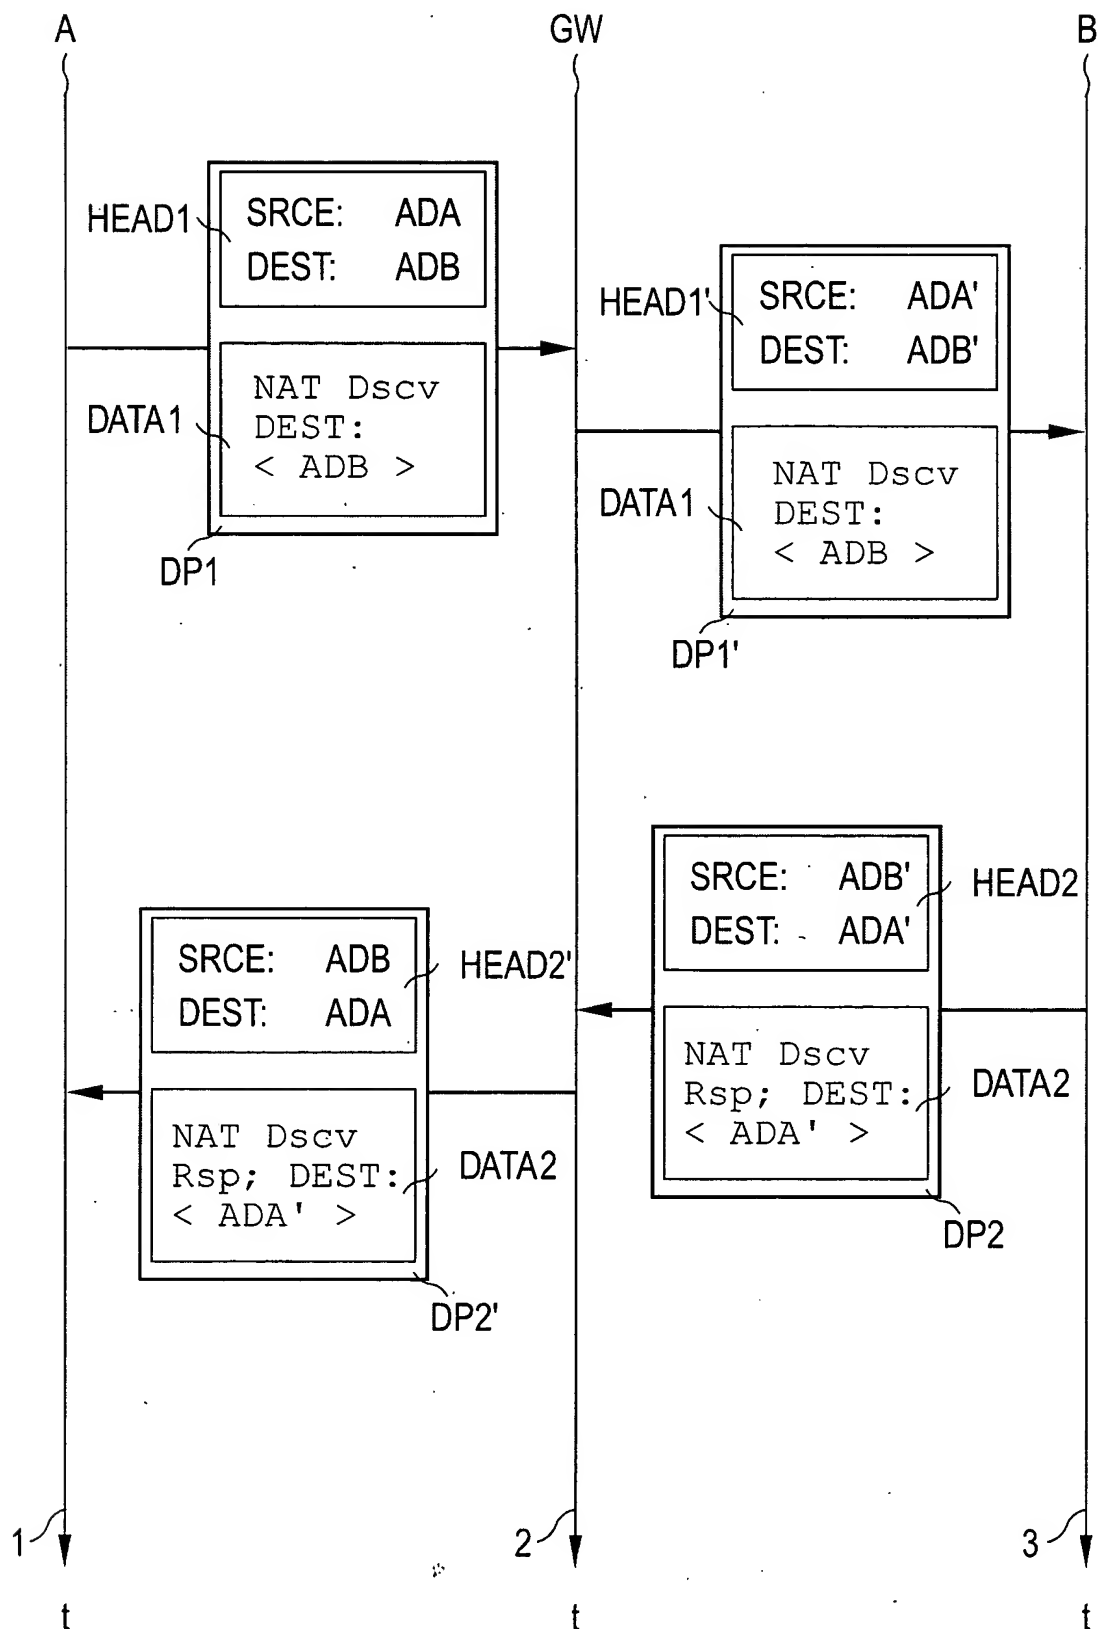 A
GW
B
HEAD1
SRCE: ADA
DEST: ADB
DATA1
NAT Dscv
DEST:
< ADB >
DP1
HEAD1'
SRCE: ADA'
DEST: ADB'
DATA1
NAT Dscv
DEST:
< ADB >
DP1'
SRCE: ADB'
DEST: ADA'
HEAD2
NAT Dscv
Rsp; DEST:
< ADA' >
DATA2
DP2
SRCE: ADB
DEST: ADA
HEAD2'
NAT Dscv
Rsp; DEST:
< ADA' >
DATA2
DP2'
1
2
3
t
t
t